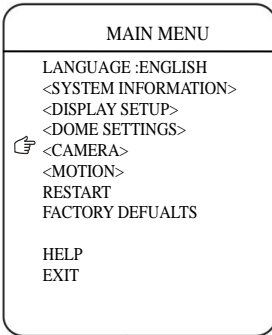 MAIN MENU
LANGUAGE :ENGLISH
<SYSTEM INFORMATION>
<DISPLAY SETUP>
<DOME SETTINGS>
<CAMERA>
<MOTION>
RESTART
FACTORY DEFUALTS
HELP
EXIT